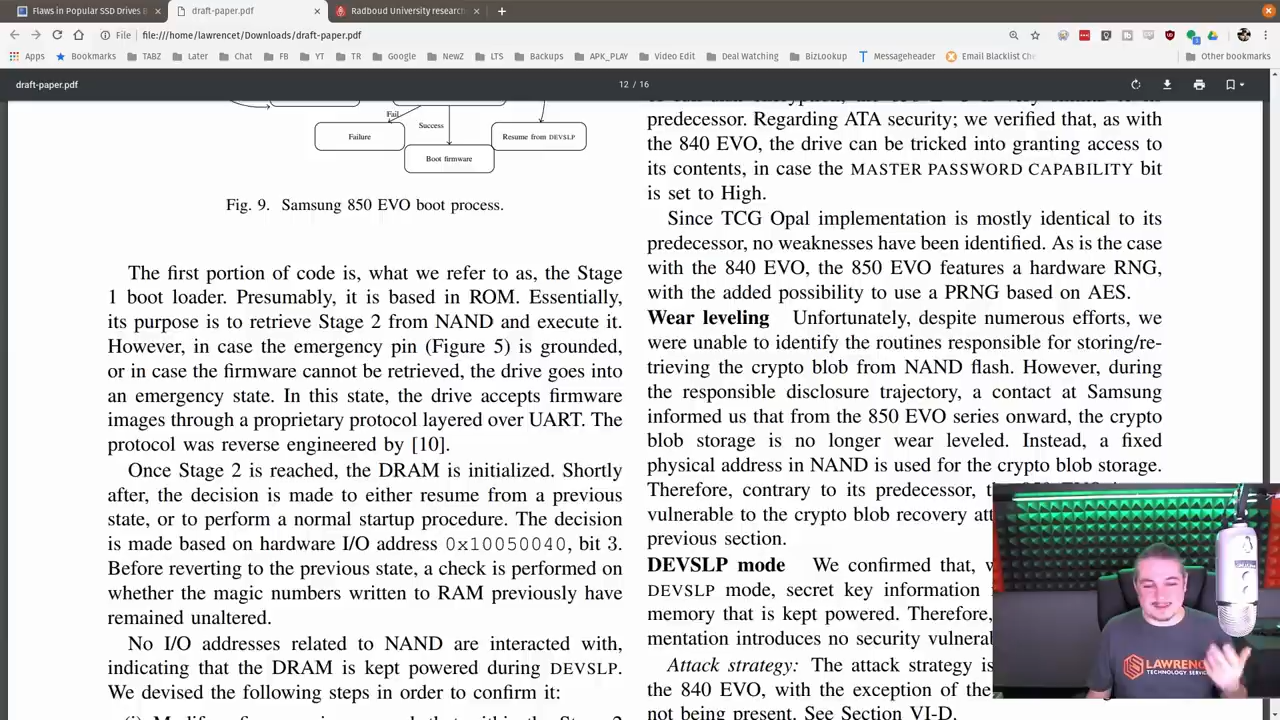 Flaws in Popular SSD Drives B
draft-paper.pdf
Radboud University research
File
file:///home/lawrencet/Downloads/draft-paper.pdf
Apps
Bookmarks
TABZ
Later
Chat
FB
YT
TR
Google
NewZ
LTS
Backups
APK_PLAY
Video Edit
Deal Watching
BizLookup
Messageheader
Email Blacklist Che
Other bookmarks
draft-paper.pdf
12 / 16
Fail
Success
Failure
Resume from DEVSLP
Boot firmware
Fig. 9. Samsung 850 EVO boot process.
The first portion of code is, what we refer to as, the Stage
1 boot loader. Presumably, it is based in ROM. Essentially,
its purpose is to retrieve Stage 2 from NAND and execute it.
However, in case the emergency pin (Figure 5) is grounded,
or in case the firmware cannot be retrieved, the drive goes into
an emergency state. In this state, the drive accepts firmware
images through a proprietary protocol layered over UART. The
protocol was reverse engineered by [10].
Once Stage 2 is reached, the DRAM is initialized. Shortly
after, the decision is made to either resume from a previous
state, or to perform a normal startup procedure. The decision
is made based on hardware I/O address 0x10050040, bit 3.
Before reverting to the previous state, a check is performed on
whether the magic numbers written to RAM previously have
remained unaltered.
No I/O addresses related to NAND are interacted with,
indicating that the DRAM is kept powered during DEVSLP.
We devised the following steps in order to confirm it:
predecessor. Regarding ATA security; we verified that, as with
the 840 EVO, the drive can be tricked into granting access to
its contents, in case the MASTER PASSWORD CAPABILITY bit
is set to High.
Since TCG Opal implementation is mostly identical to its
predecessor, no weaknesses have been identified. As is the case
with the 840 EVO, the 850 EVO features a hardware RNG,
with the added possibility to use a PRNG based on AES.
Wear leveling Unfortunately, despite numerous efforts, we
were unable to identify the routines responsible for storing/re-
trieving the crypto blob from NAND flash. However, during
the responsible disclosure trajectory, a contact at Samsung
informed us that from the 850 EVO series onward, the crypto
blob storage is no longer wear leveled. Instead, a fixed
physical address in NAND is used for the crypto blob storage.
Therefore, contrary to its predecessor,
vulnerable to the crypto blob recovery
previous section.
DEVSLP mode We confirmed that,
DEVSLP mode, secret key information
memory that is kept powered. Therefore,
mentation introduces no security
Attack strategy: The attack strategy is
the 840 EVO, with the exception of the
not being present. See Section VI-D.
LAWRENC
TECHNOLOGY SERVIC